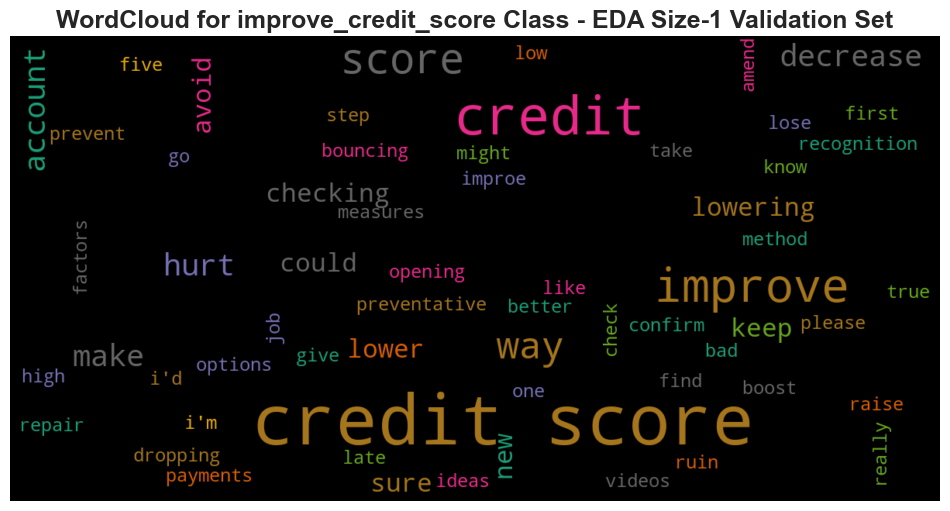 WordCloud for improve_credit_score Class - EDA Size-1 Validation Set
account
five
avoid
score
low
amend
decrease
prevent
step
credit
first
lose
go
bouncing
might
take
recognition
know
improe
checking
measures
lowering
factors
method
hurt
could
opening
improve
like
true
preventative
better
job
check
confirm
keep
please
make
options
give
lower
way
bad
high
i'd
one
find
boost
raise
repair
i'm
credit score
really
dropping
payments
late
sure
ideas
new
ruin
videos